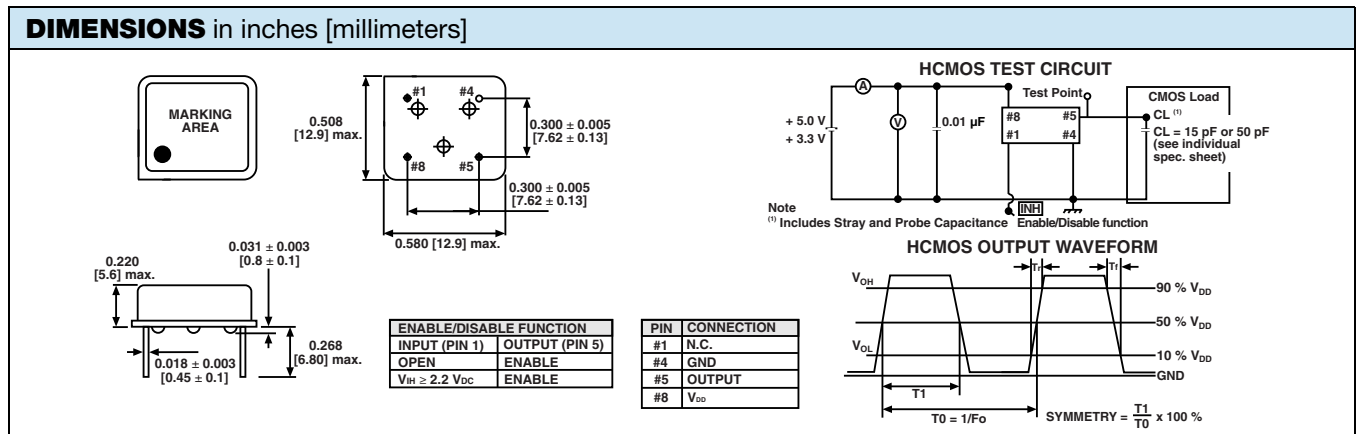 DIMENSIONS in inches [millimeters]
MARKING
AREA
0.508
[12.9] max.
#1
#4
#8
#5
0.300 ± 0.005
[7.62 ± 0.13]
0.300 ± 0.005
[7.62 ± 0.13]
0.580 [12.9] max.
0.220
[5.6] max.
0.031 ± 0.003
[0.8 ± 0.1]
0.018 ± 0.003
[0.45 ± 0.1]
0.268
[6.80] max.
ENABLE/DISABLE FUNCTION
INPUT (PIN 1) OUTPUT (PIN 5)
OPEN ENABLE
VIH ≥ 2.2 VDC ENABLE
PIN CONNECTION
#1 N.C.
#4 GND
#5 OUTPUT
#8 VDD
HCMOS TEST CIRCUIT
+ 5.0 V
+ 3.3 V
A
V
0.01 µF
Test Point
#8 #5
#1 #4
CMOS Load
CL (1)
CL = 15 pF or 50 pF
(see individual
spec. sheet)
INH
Note
(1) Includes Stray and Probe Capacitance Enable/Disable function
HCMOS OUTPUT WAVEFORM
Tr
Tf
VOH
90 % VDD
50 % VDD
VOL
10 % VDD
GND
T1
T0 = 1/Fo
SYMMETRY = T1/T0 x 100 %